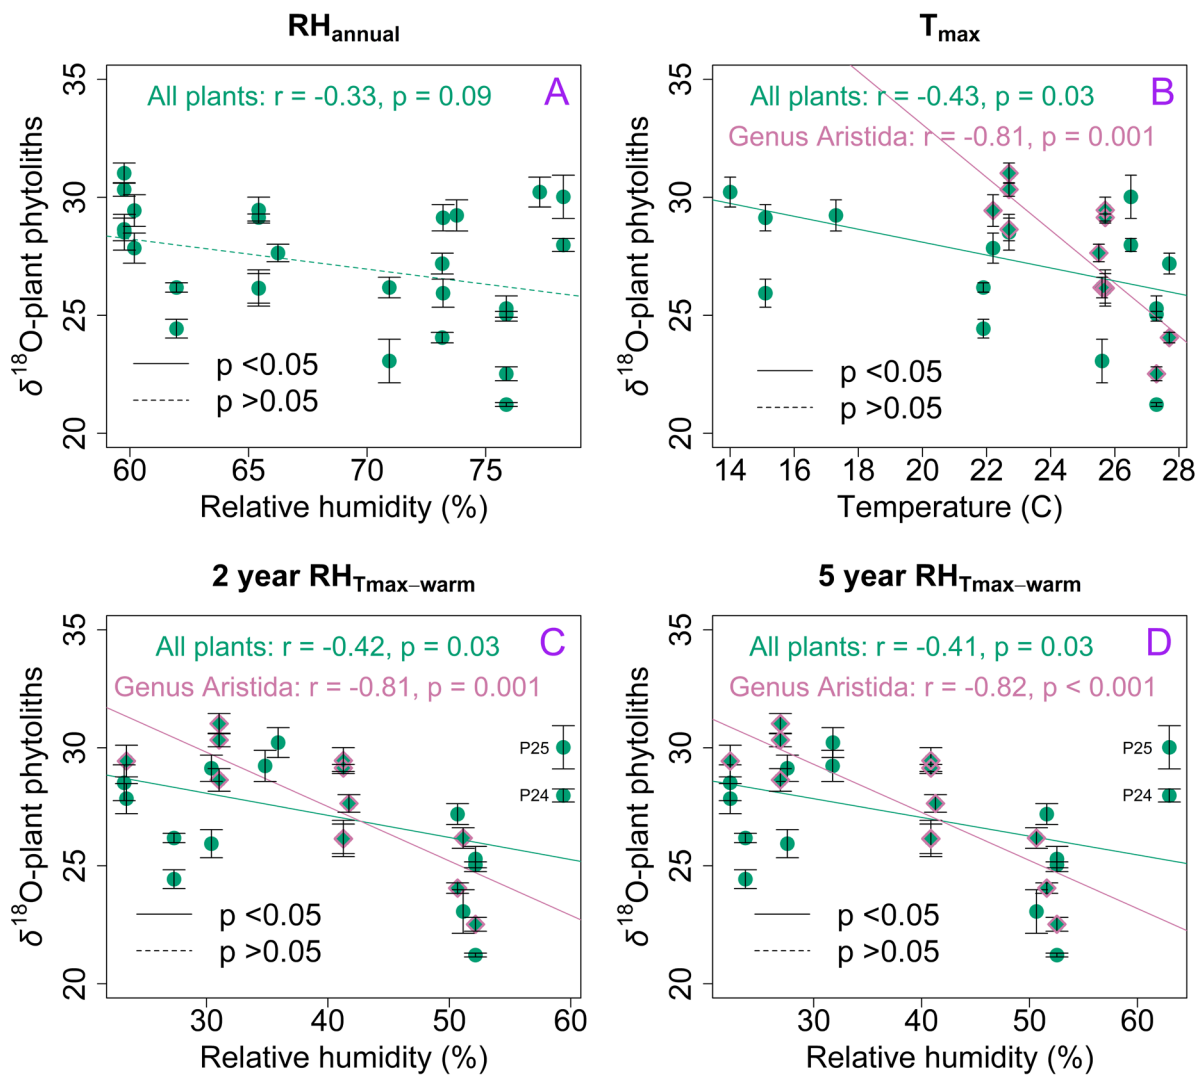 RHannual
A
All plants: r = -0.33, p = 0.09
δ18O-plant phytoliths
35
30
25
20
p <0.05
p >0.05
60 65 70 75
Relative humidity (%)
Tmax
B
All plants: r = -0.43, p = 0.03
Genus Aristida: r = -0.81, p = 0.001
δ18O-plant phytoliths
35
30
25
20
p <0.05
p >0.05
14 16 18 20 22 24 26 28
Temperature (C)
2 year RHTmax−warm
C
All plants: r = -0.42, p = 0.03
Genus Aristida: r = -0.81, p = 0.001
P25
P24
δ18O-plant phytoliths
35
30
25
20
p <0.05
p >0.05
30 40 50 60
Relative humidity (%)
5 year RHTmax−warm
D
All plants: r = -0.41, p = 0.03
Genus Aristida: r = -0.82, p < 0.001
P25
P24
δ18O-plant phytoliths
35
30
25
20
p <0.05
p >0.05
30 40 50 60
Relative humidity (%)